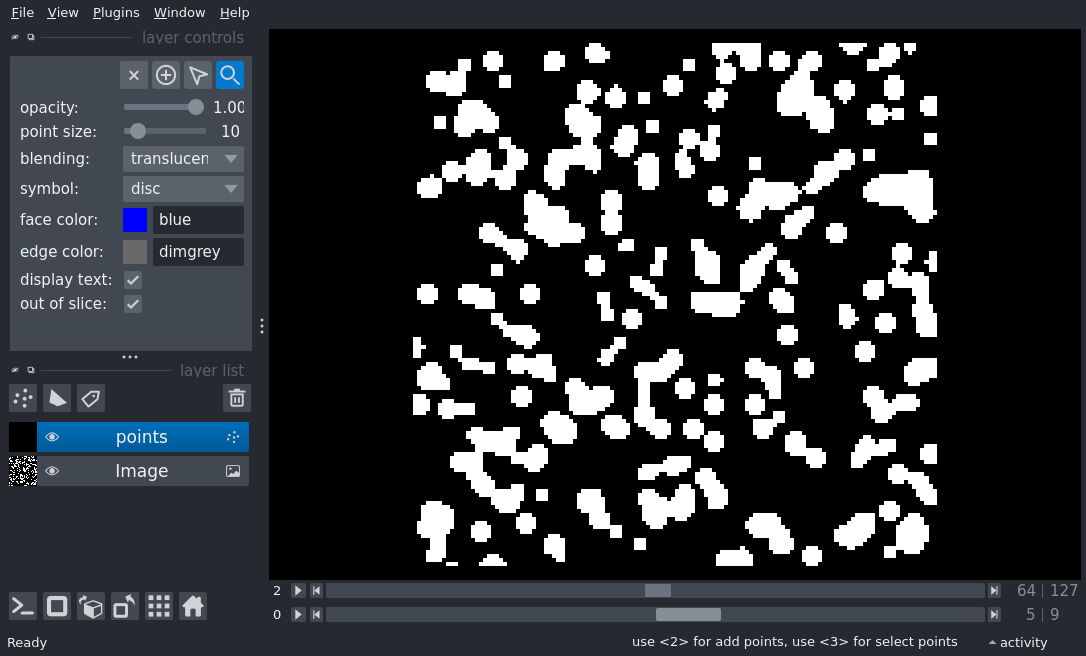 File View Plugins Window Help
layer controls
opacity: 1.00
point size: 10
blending: translucen
symbol: disc
face color: blue
edge color: dimgrey
display text:
out of slice:
layer list
points
Image
2 64 | 127
0 5 | 9
Ready use <2> for add points, use <3> for select points activity